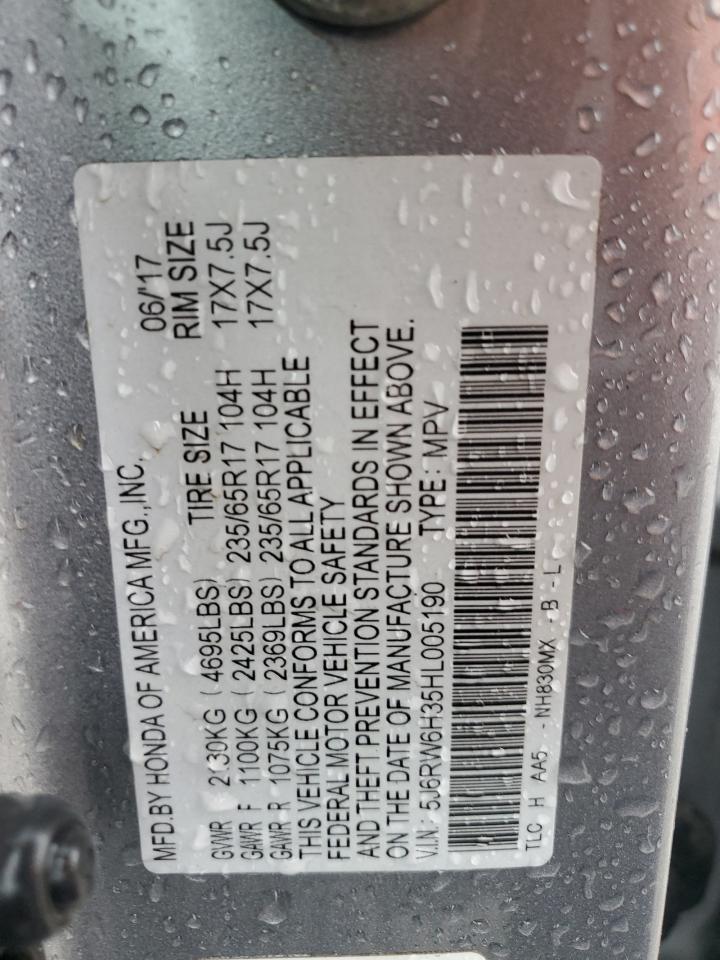 MFD.BY HONDA OF AMERICA MFG.,INC. 06/17
TIRE SIZE RIM SIZE
GVWR 2130KG (4695LBS)
GAWR F 1100KG (2425LBS) 235/65R17 104H 17X7.5J
GAWR R 1075KG (2369LBS) 235/65R17 104H 17X7.5J
THIS VEHICLE CONFORMS TO ALL APPLICABLE
FEDERAL MOTOR VEHICLE SAFETY
AND THEFT PREVENTION STANDARDS IN EFFECT
ON THE DATE OF MANUFACTURE SHOWN ABOVE.
V.I.N.: 5J6RW6H35HL005190 TYPE: MPV
TLC H AA5 - NH830MX - B - L